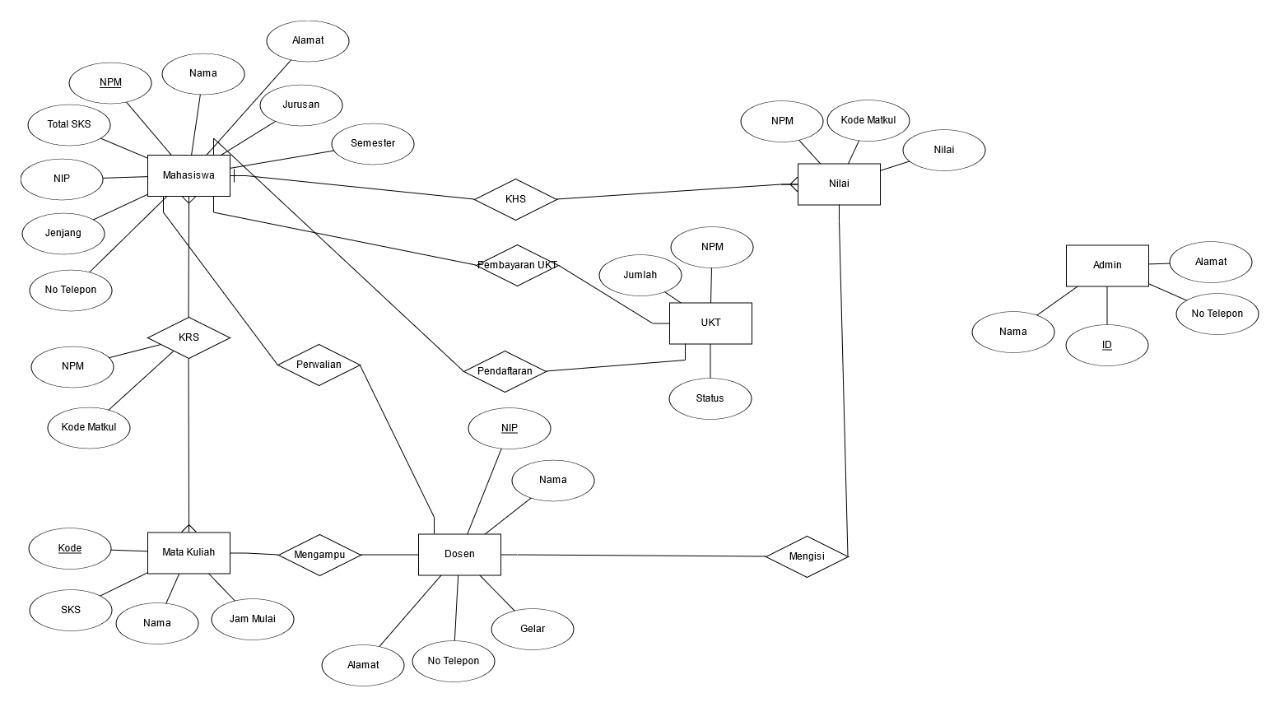 Alamat
Nama
NPM
Jurusan
Total SKS
Semester
Mahasiswa
NIP
Jenjang
No Telepon
NPM
Kode Matkul
Nilai
Nilai
KHS
Pembayaran UKT
Jumlah
NPM
UKT
Status
Admin
Alamat
No Telepon
Nama
ID
KRS
NPM
Kode Matkul
Perwalian
Pendaftaran
NIP
Nama
Kode
Mata Kuliah
Mengampu
Dosen
Mengisi
SKS
Nama
Jam Mulai
Gelar
Alamat
No Telepon